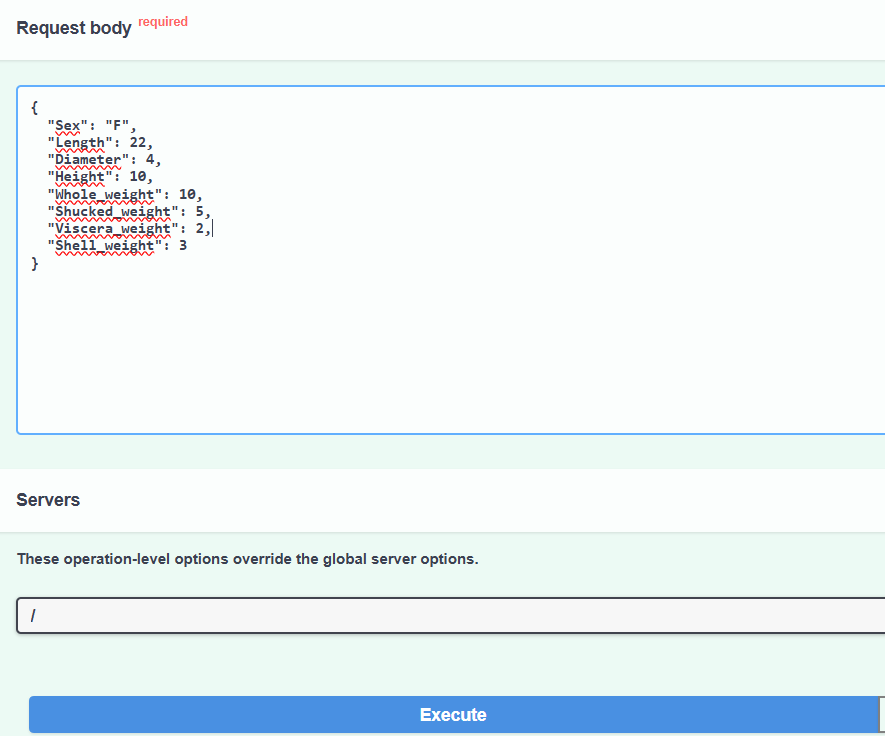 Request body required
{
"Sex": "F",
"Length": 22,
"Diameter": 4,
"Height": 10,
"Whole_weight": 10,
"Shucked_weight": 5,
"Viscera_weight": 2,
"Shell_weight": 3
}
Servers
These operation-level options override the global server options.
/
Execute